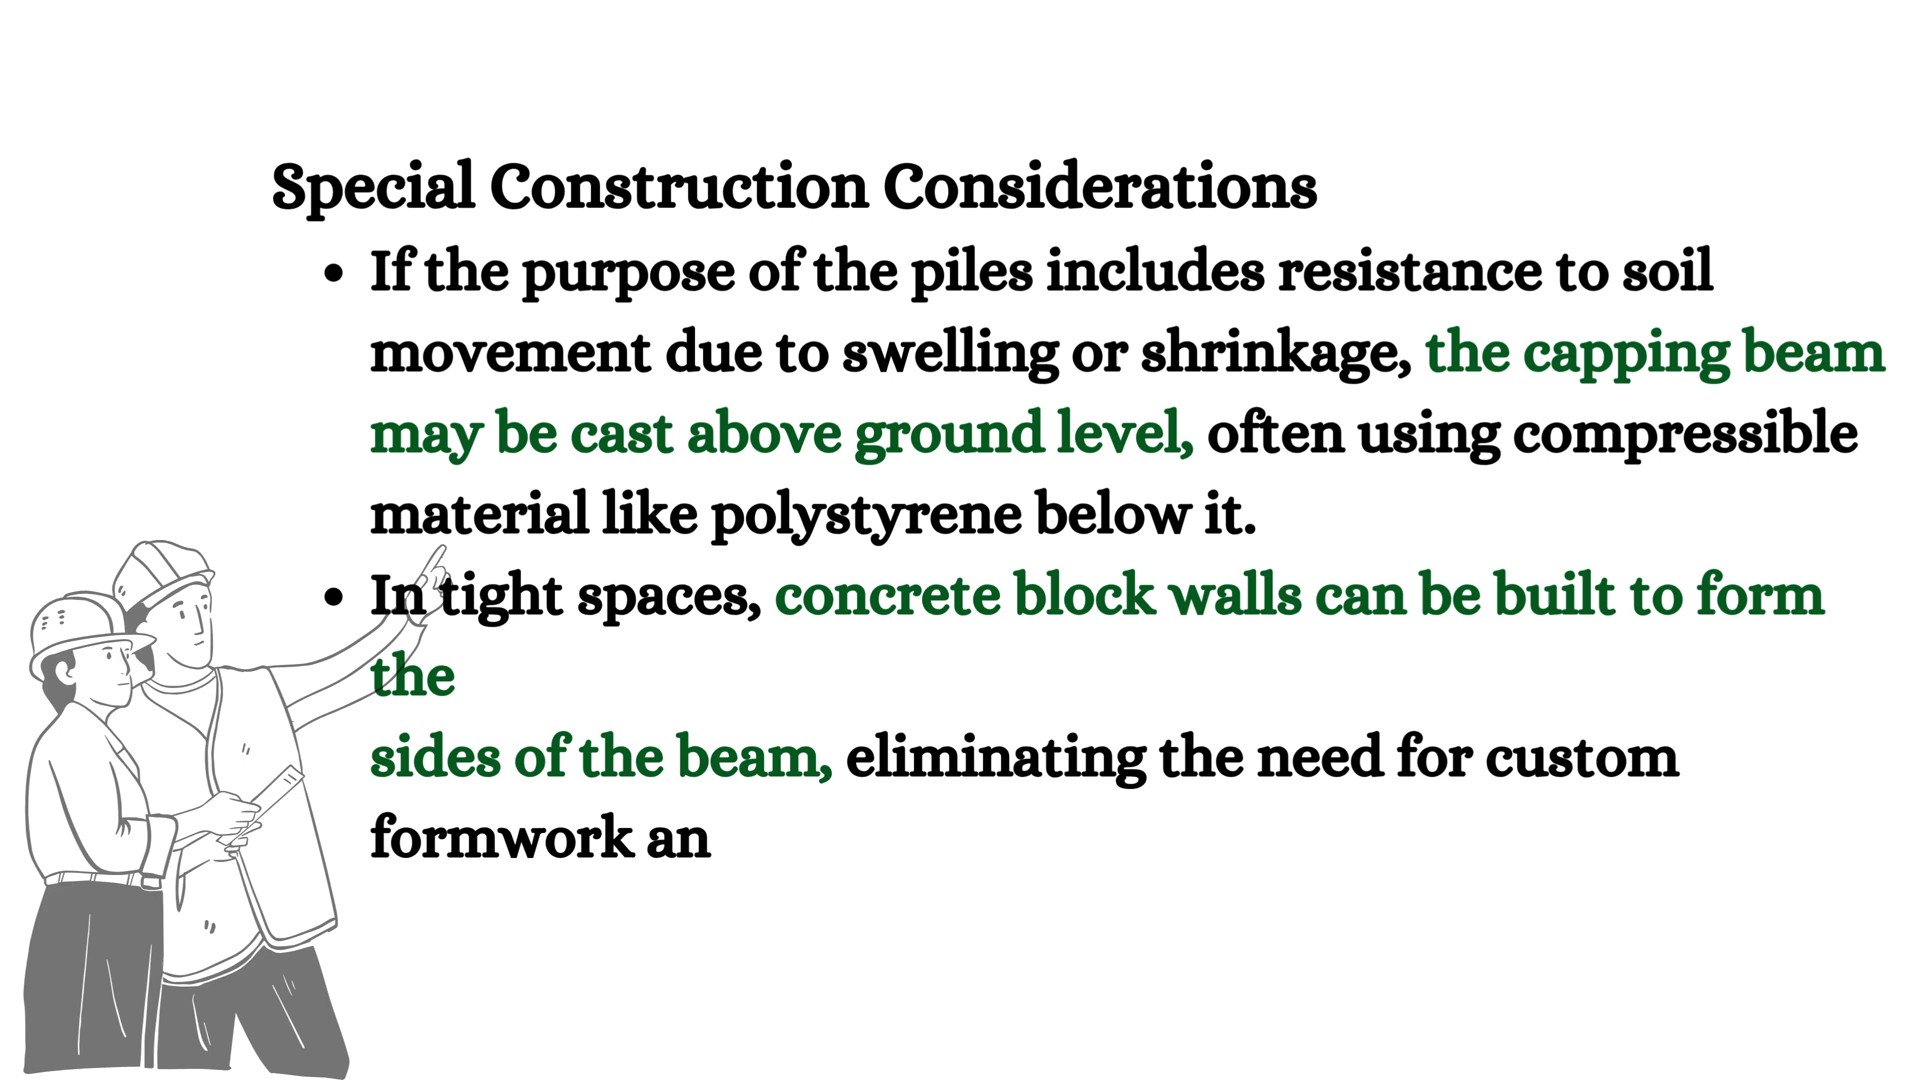 Special Construction Considerations
• If the purpose of the piles includes resistance to soil
movement due to swelling or shrinkage, the capping beam
may be cast above ground level, often using compressible
material like polystyrene below it.
• In tight spaces, concrete block walls can be built to form
the
sides of the beam, eliminating the need for custom
formwork an